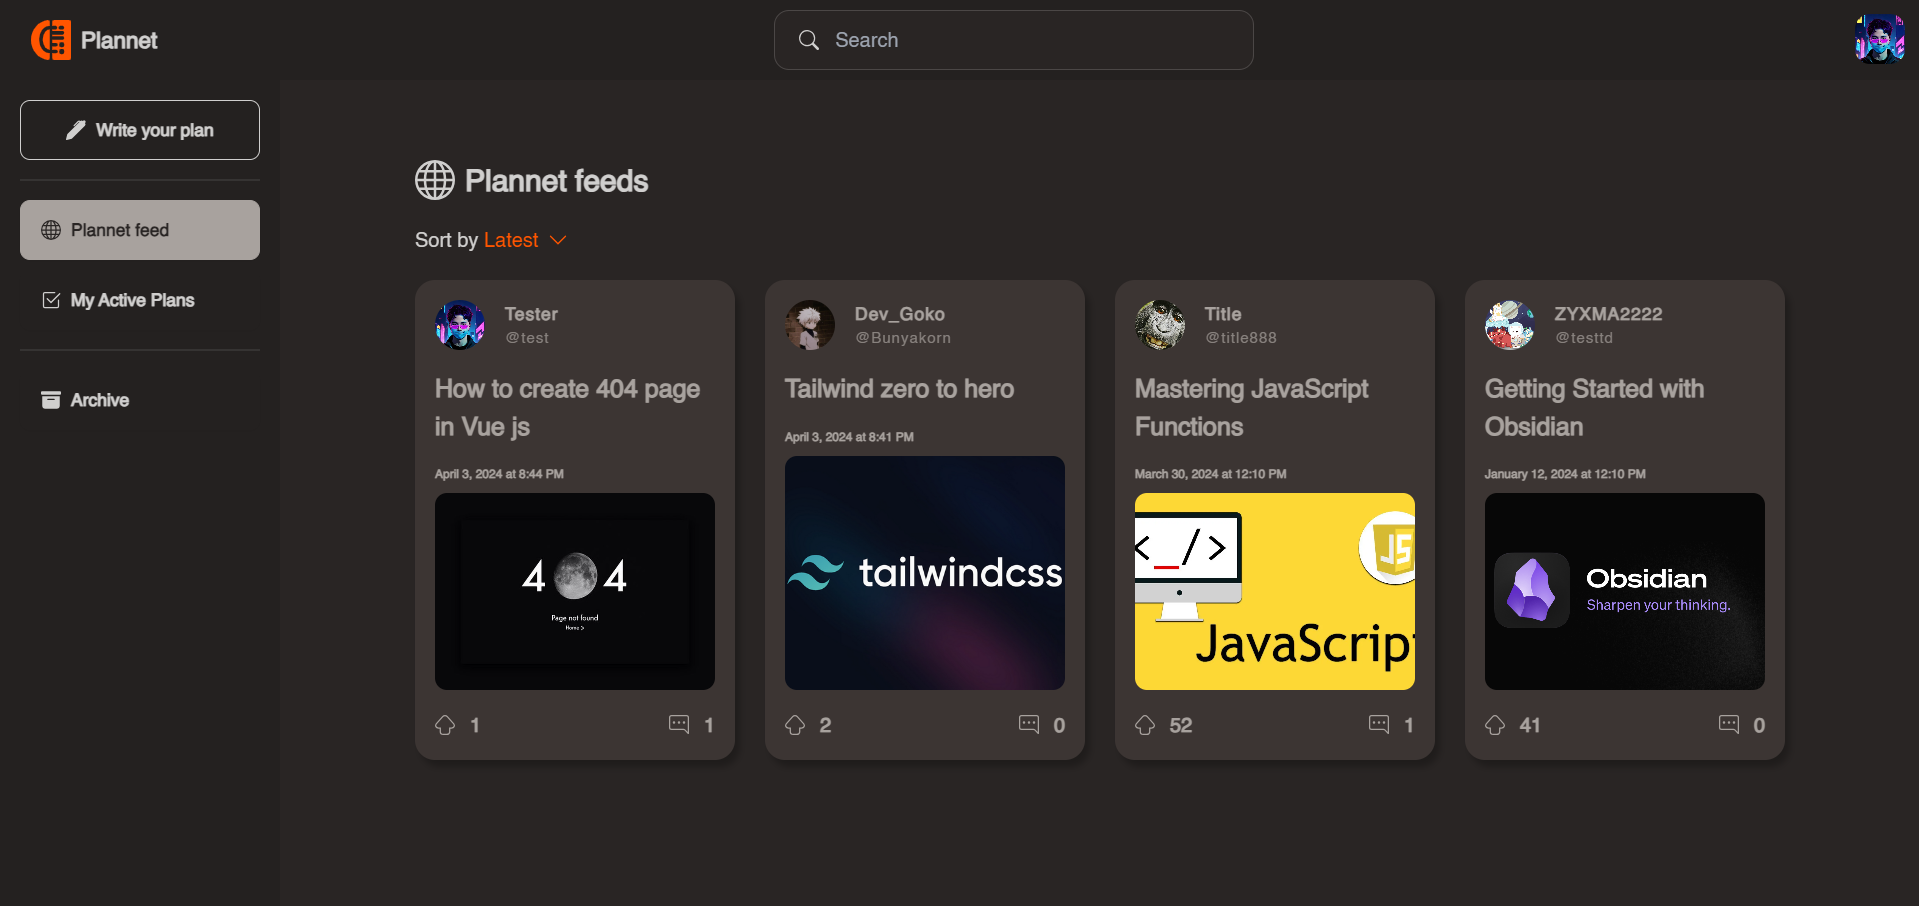 Plannet
Search
Write your plan
Plannet feed
My Active Plans
Archive
Plannet feeds
Sort by Latest
Tester
@test
How to create 404 page
in Vue js
April 3, 2024 at 8:44 PM
4 4
Page not found
Home >
1
1
Dev_Goko
@Bunyakorn
Tailwind zero to hero
April 3, 2024 at 8:41 PM
tailwindcss
2
0
Title
@title888
Mastering JavaScript
Functions
March 30, 2024 at 12:10 PM
<_/>
JS
JavaScrip
52
1
ZYXMA2222
@testtd
Getting Started with
Obsidian
January 12, 2024 at 12:10 PM
Obsidian
Sharpen your thinking.
41
0